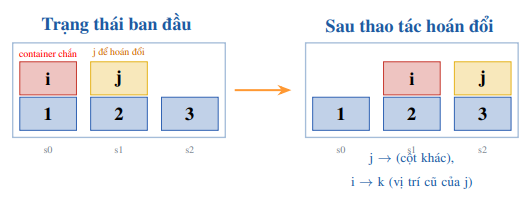 Trạng thái ban đầu
container chắn
j để hoán đổi
i
j
1
2
3
s0
s1
s2
Sau thao tác hoán đổi
i
j
1
2
3
s0
s1
s2
j → (cột khác),
i → k (vị trí cũ của j)